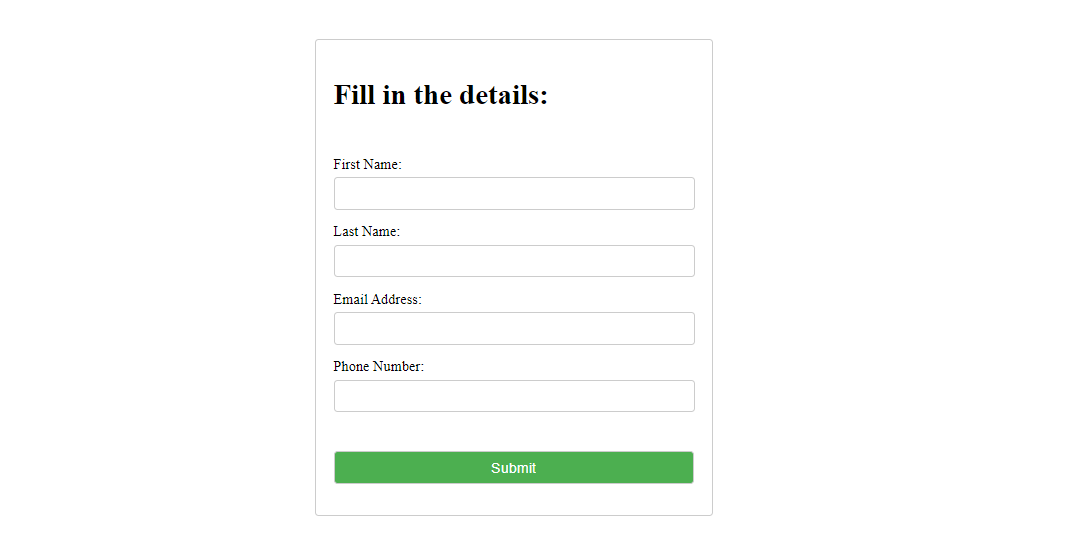 Fill in the details:
First Name:
Last Name:
Email Address:
Phone Number:
Submit